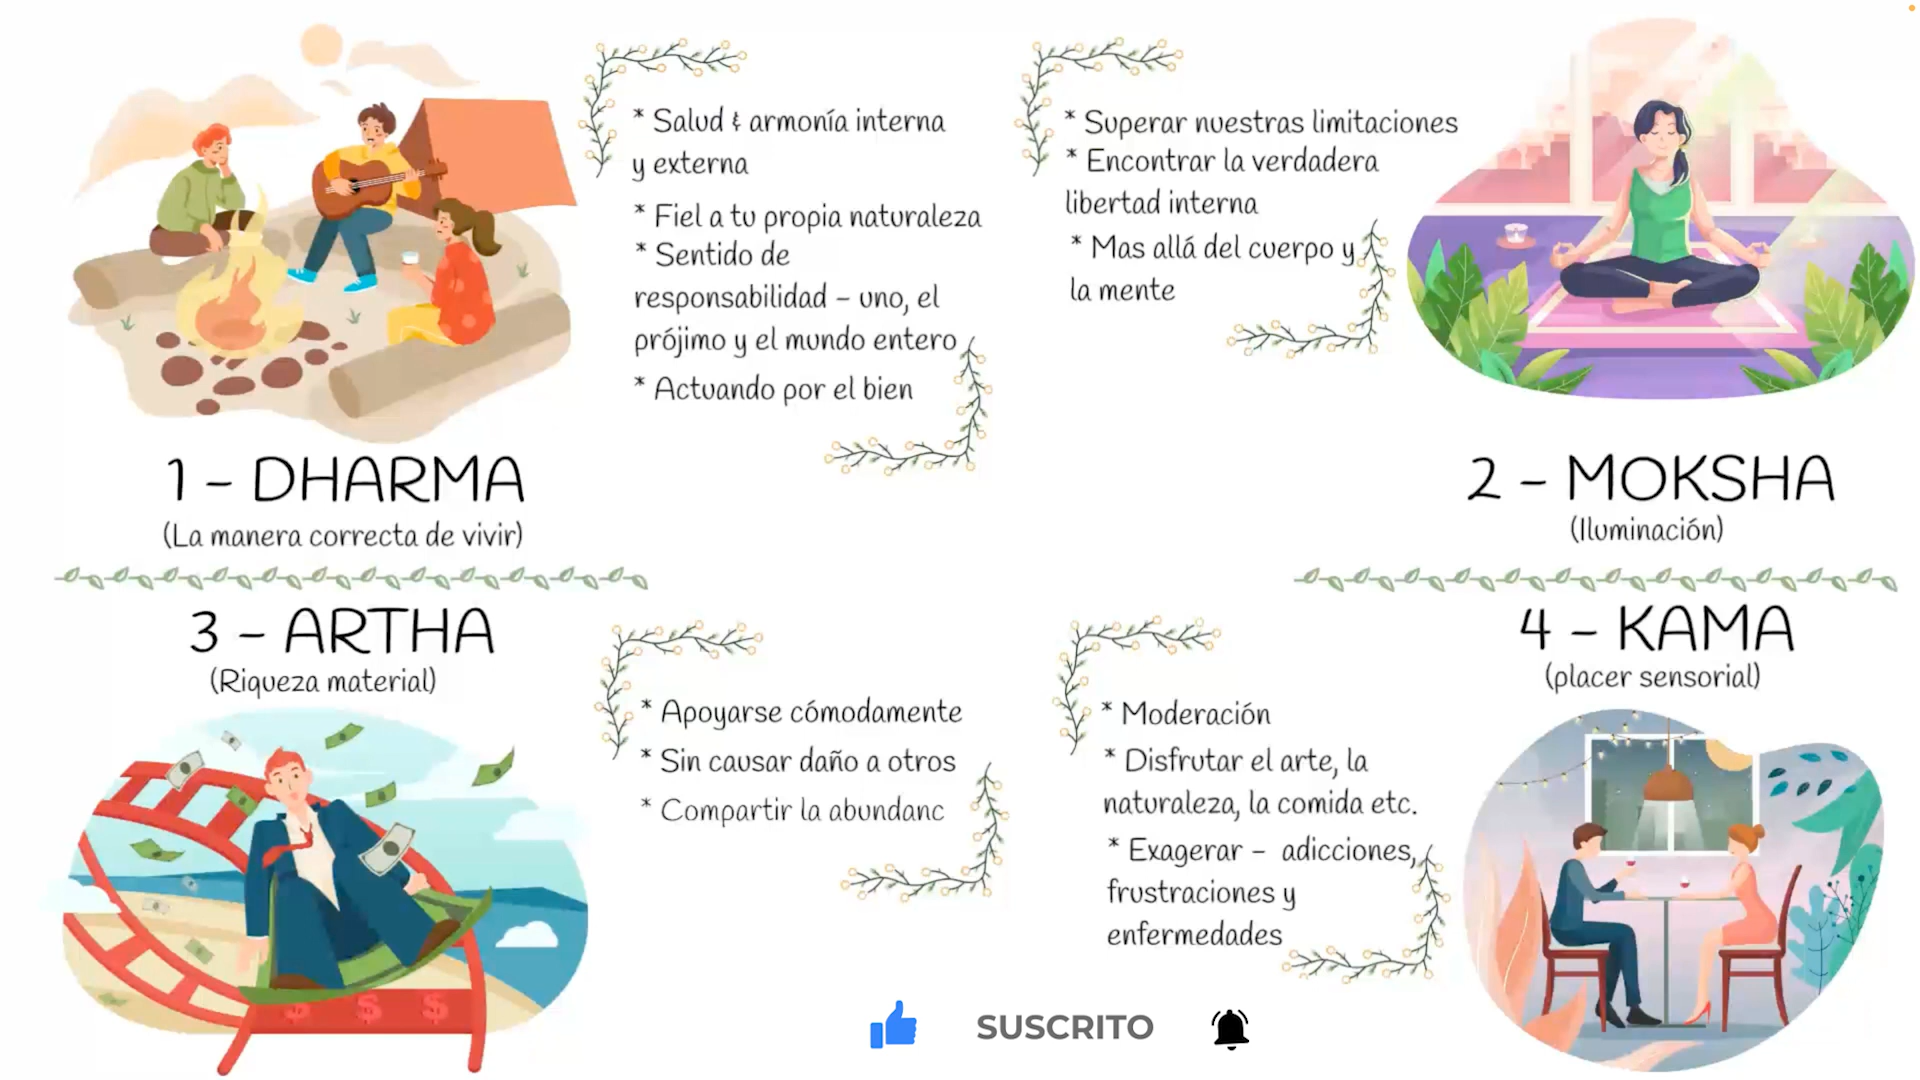 * Salud & armonía interna
y externa
* Fiel a tu propia naturaleza
* Sentido de
responsabilidad – uno, el
prójimo y el mundo entero
* Actuando por el bien
1 – DHARMA
(La manera correcta de vivir)
* Superar nuestras limitaciones
* Encontrar la verdadera
libertad interna
* Mas allá del cuerpo y
la mente
2 – MOKSHA
(Iluminación)
3 – ARTHA
(Riqueza material)
* Apoyarse cómodamente
* Sin causar daño a otros
* Compartir la abundanc
$ $ $
4 – KAMA
(placer sensorial)
* Moderación
* Disfrutar el arte, la
naturaleza, la comida etc.
* Exagerar – adicciones,
frustraciones y
enfermedades
SUSCRITO